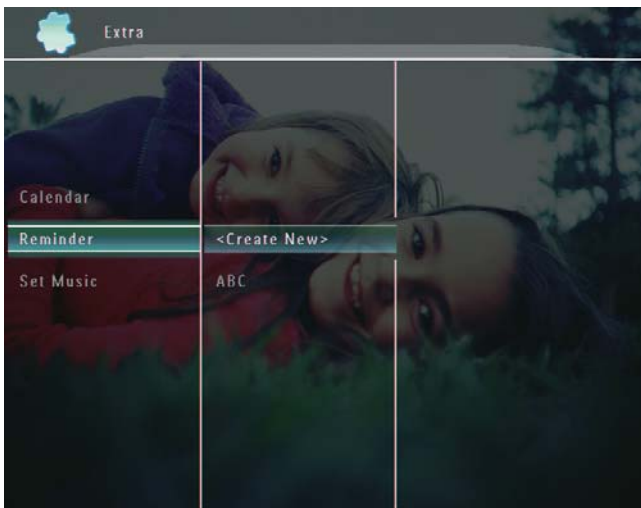 Extra
Calendar
Reminder
<Create New>
Set Music
ABC